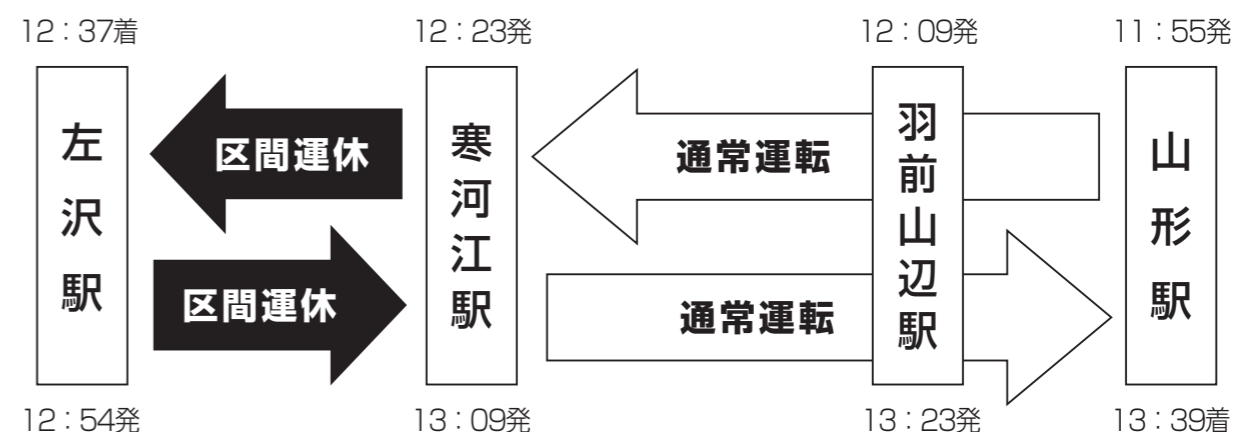 12：37着
12：23発
12：09発
11：55発
左沢駅
区間運休
寒河江駅
通常運転
羽前山辺駅
山形駅
区間運休
通常運転
12：54発
13：09発
13：23発
13：39着